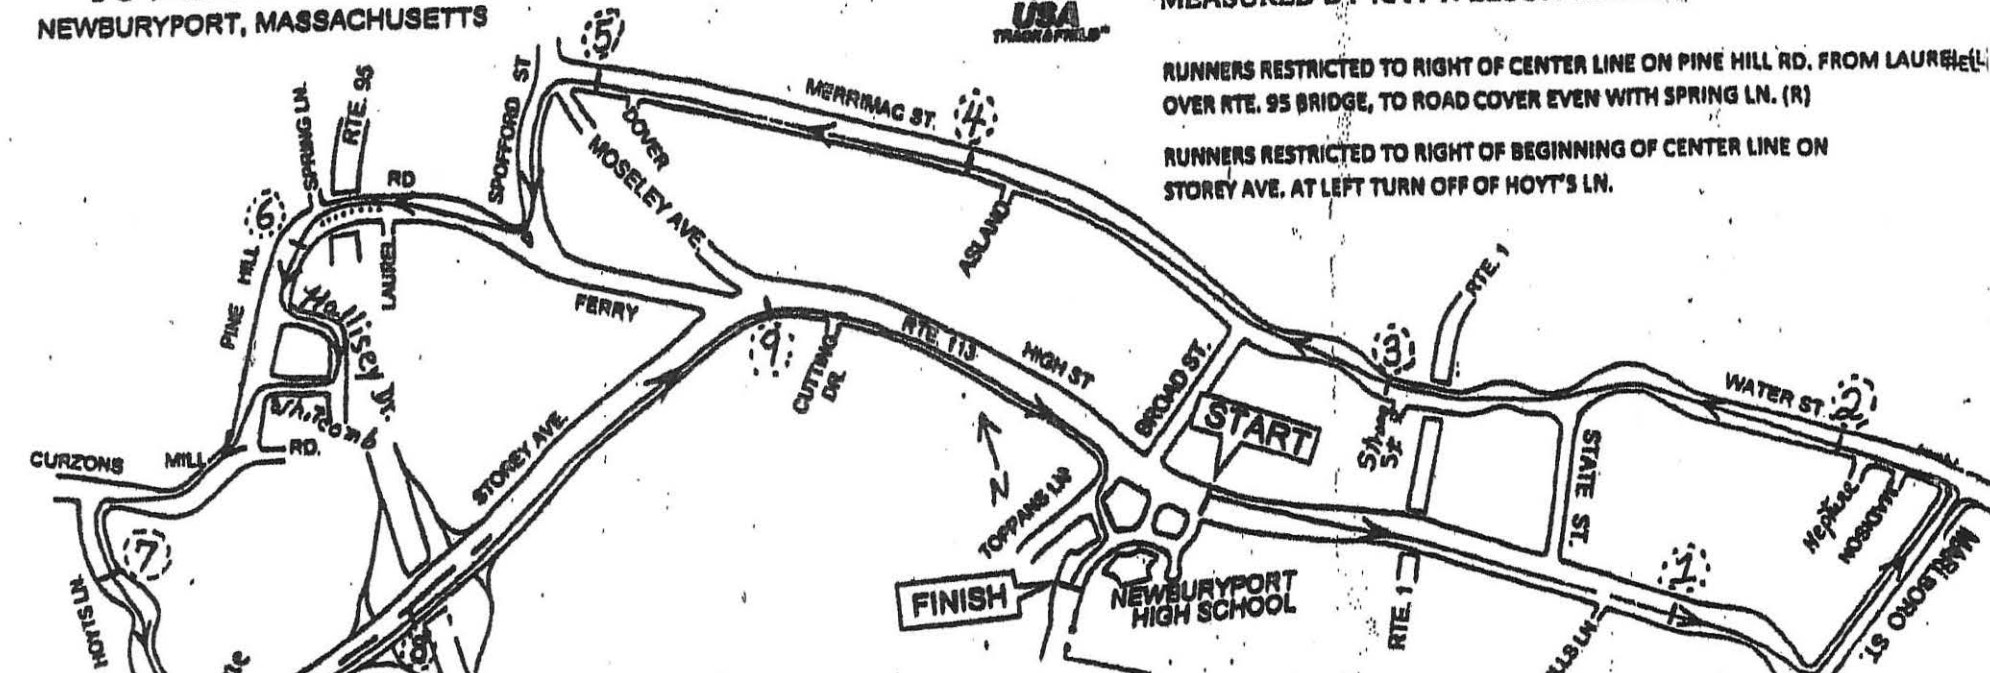 NEWBURYPORT, MASSACHUSETTS
USA
TRACK & FIELD
RUNNERS RESTRICTED TO RIGHT OF CENTER LINE ON PINE HILL RD. FROM LAUREL
OVER RTE. 95 BRIDGE, TO ROAD COVER EVEN WITH SPRING LN. (R)
RUNNERS RESTRICTED TO RIGHT OF BEGINNING OF CENTER LINE ON
STOREY AVE. AT LEFT TURN OFF OF HOYT'S LN.
5
SPRING LN.
RTE. 95
SPOFFORD ST
MERRIMAC ST.
4
DOVER
MOSELEY AVE.
RD
6
PINE HILL
LAUREL
ASLAND
RTE. 1
Hallisey Dr.
FERRY
9
CUTTING DR.
RTE. 113
HIGH ST
BROAD ST.
3
WATER ST.
2
START
Strong St
STATE ST.
Neptune
MADISON
MARLBORO ST.
Whitcomb
RD.
CURZONS MILL
STOREY AVE.
N
TOPPANS LN
7
HOYTS LN
FINISH
NEWBURYPORT
HIGH SCHOOL
RTE. 1
1
8